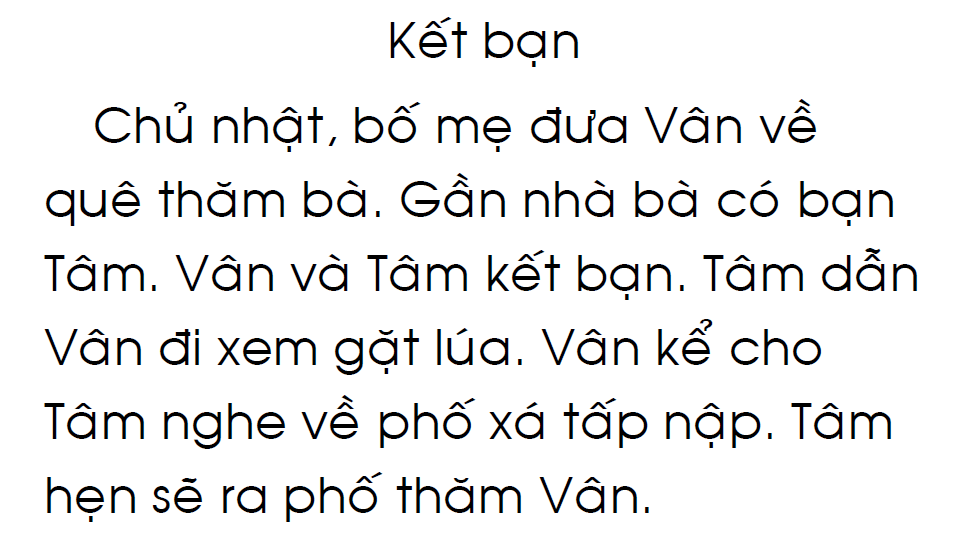 Kết bạn
Chủ nhật, bố mẹ đưa Vân về
quê thăm bà. Gần nhà bà có bạn
Tâm. Vân và Tâm kết bạn. Tâm dẫn
Vân đi xem gặt lúa. Vân kể cho
Tâm nghe về phố xá tấp nập. Tâm
hẹn sẽ ra phố thăm Vân.